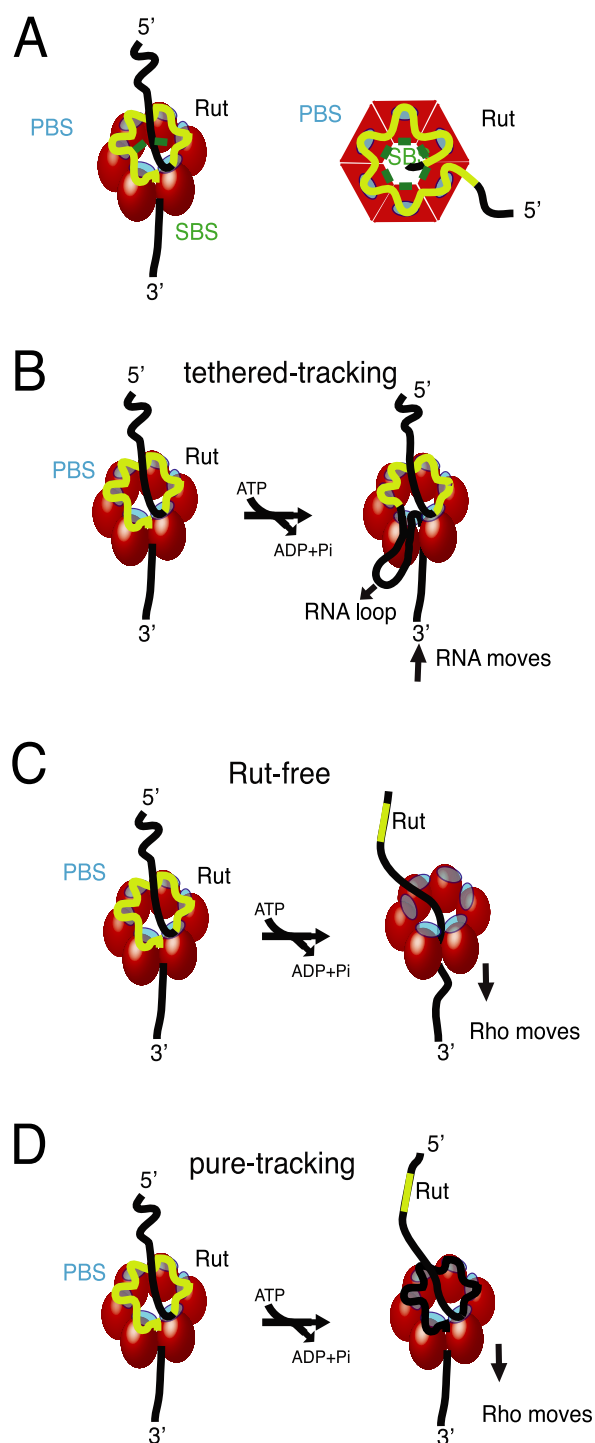 A
5’
PBS
Rut
SBS
3’
PBS
Rut
SB
5’
B
tethered-tracking
5’
PBS
Rut
3’
ATP
ADP+Pi
5’
RNA loop
3’
RNA moves
C
Rut-free
5’
PBS
Rut
3’
ATP
ADP+Pi
Rut
Rho moves
3’
D
pure-tracking
5’
PBS
Rut
3’
ATP
ADP+Pi
5’
Rut
Rho moves
3’